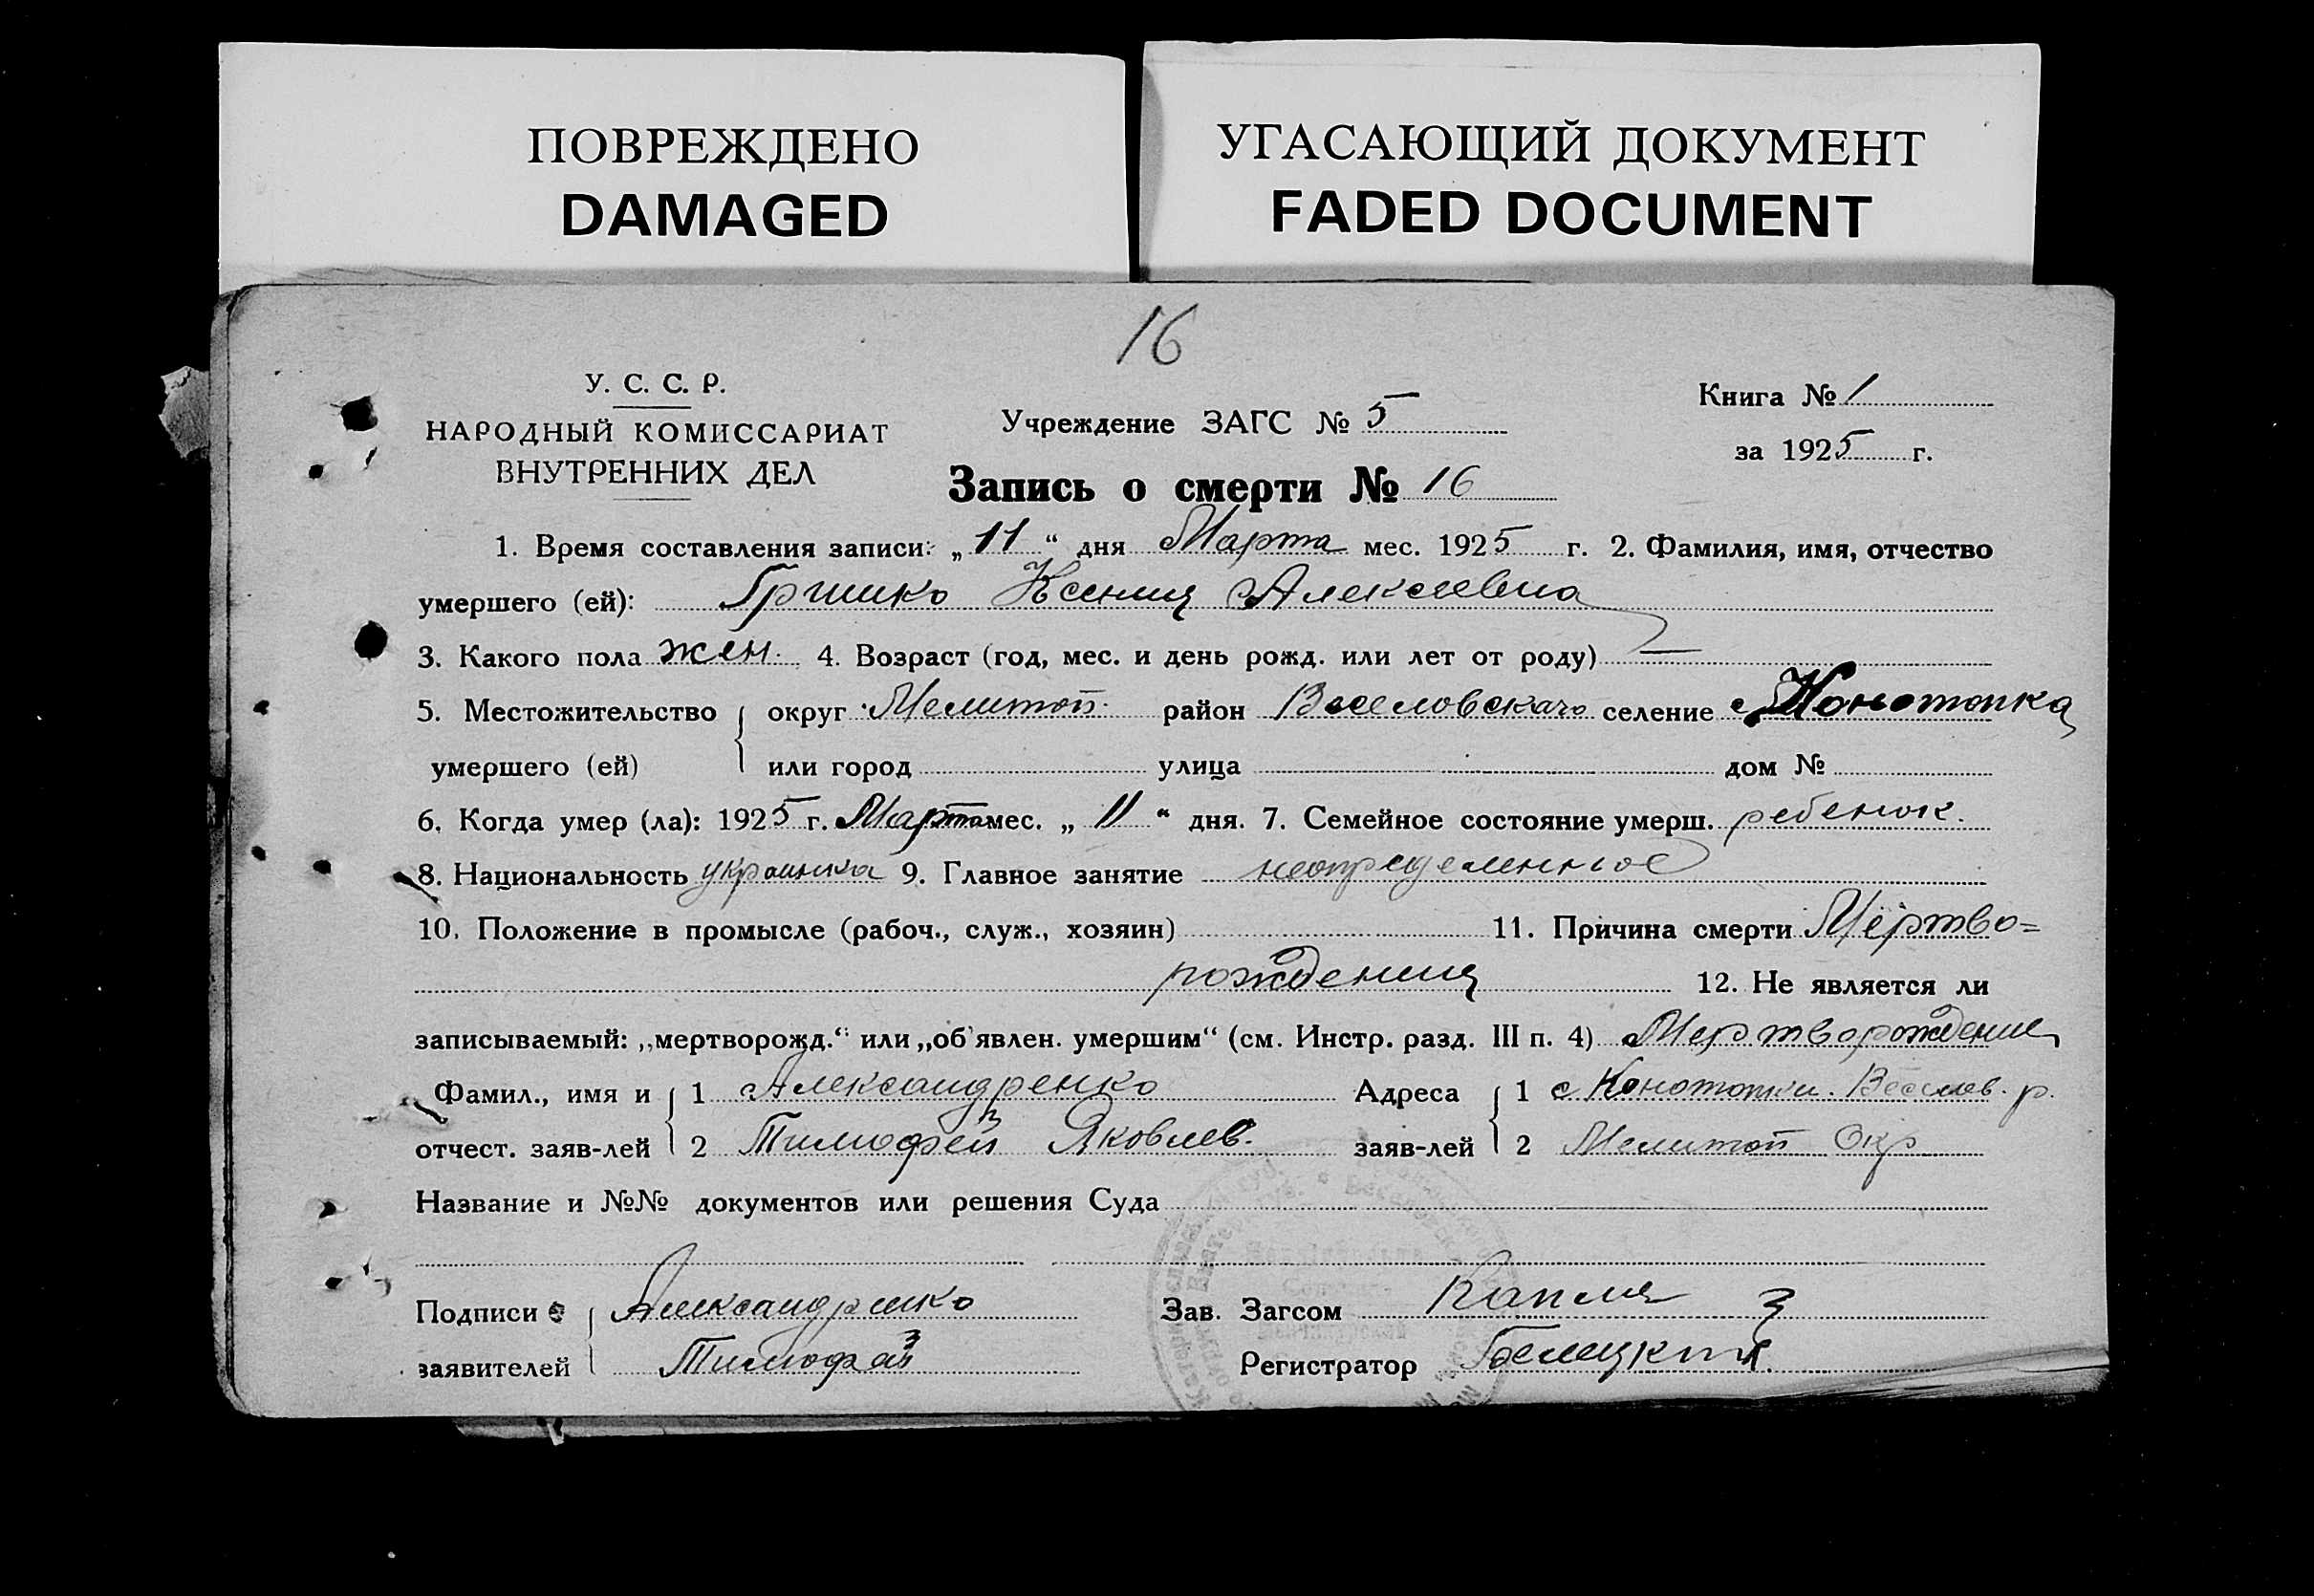 ПОВРЕЖДЕНО
DAMAGED
УГАСАЮЩИЙ ДОКУМЕНТ
FADED DOCUMENT
16
У. С. С. Р.
НАРОДНЫЙ КОМИССАРИАТ
ВНУТРЕННИХ ДЕЛ
Учреждение ЗАГС № 5
Книга № 1
за 1925 г.
Запись о смерти № 16
1. Время составления записи: „11“ дня Марта мес. 1925 г. 2. Фамилия, имя, отчество
умершего (ей): Гришко Ксения Алексеевна
3. Какого пола жен. 4. Возраст (год, мес. и день рожд. или лет от роду) —
5. Местожительство округ Мелитоп. район Веселовского селение с. Конотопка
умершего (ей) или город улица дом №
6. Когда умер (ла): 1925 г. Марта мес. „11“ дня. 7. Семейное состояние умерш. ребенок.
8. Национальность украинка 9. Главное занятие неопределенное
10. Положение в промысле (рабоч., служ., хозяин) 11. Причина смерти Мёртво=
рождения 12. Не является ли
записываемый: „мертворожд.“ или „об'явлен. умершим“ (см. Инстр. разд. III п. 4) Мертворождение
Фамил., имя и 1 Александренко Адреса 1 с Конотопки. Веселов. р.
отчест. заяв-лей 2 Тимофей Яковлев. заяв-лей 2 Мелитоп Окр
Название и №№ документов или решения Суда
Подписи Александренко Зав. Загсом Капля
заявителей Тимофей Регистратор Белецкий